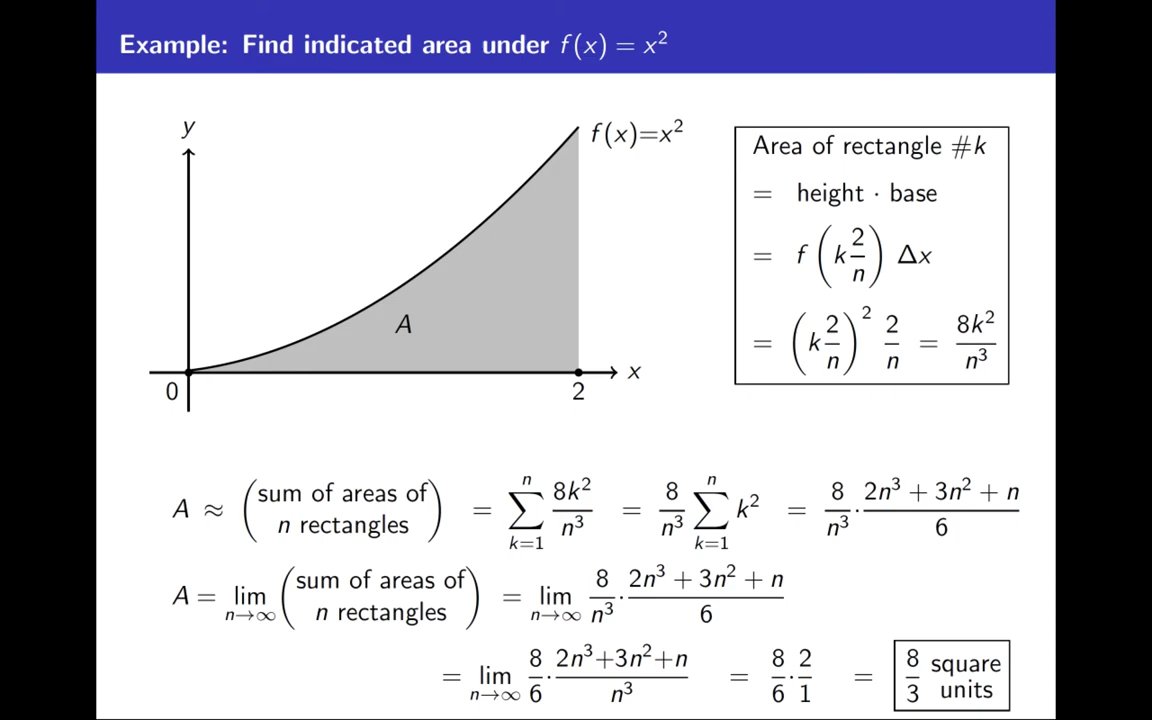 Example: Find indicated area under f(x) = x²
y
f(x)=x²
A
0
2
x
Area of rectangle #k
= height · base
= f(k 2/n) Δx
= (k 2/n)² 2/n = 8k²/n³
A ≈ (sum of areas of n rectangles) = ∑_{k=1}^{n} 8k²/n³ = 8/n³ ∑_{k=1}^{n} k² = 8/n³ · (2n³ + 3n² + n)/6
A = lim_{n→∞} (sum of areas of n rectangles) = lim_{n→∞} 8/n³ · (2n³ + 3n² + n)/6
= lim_{n→∞} 8/6 · (2n³+3n²+n)/n³ = 8/6 · 2/1 = 8/3 square units